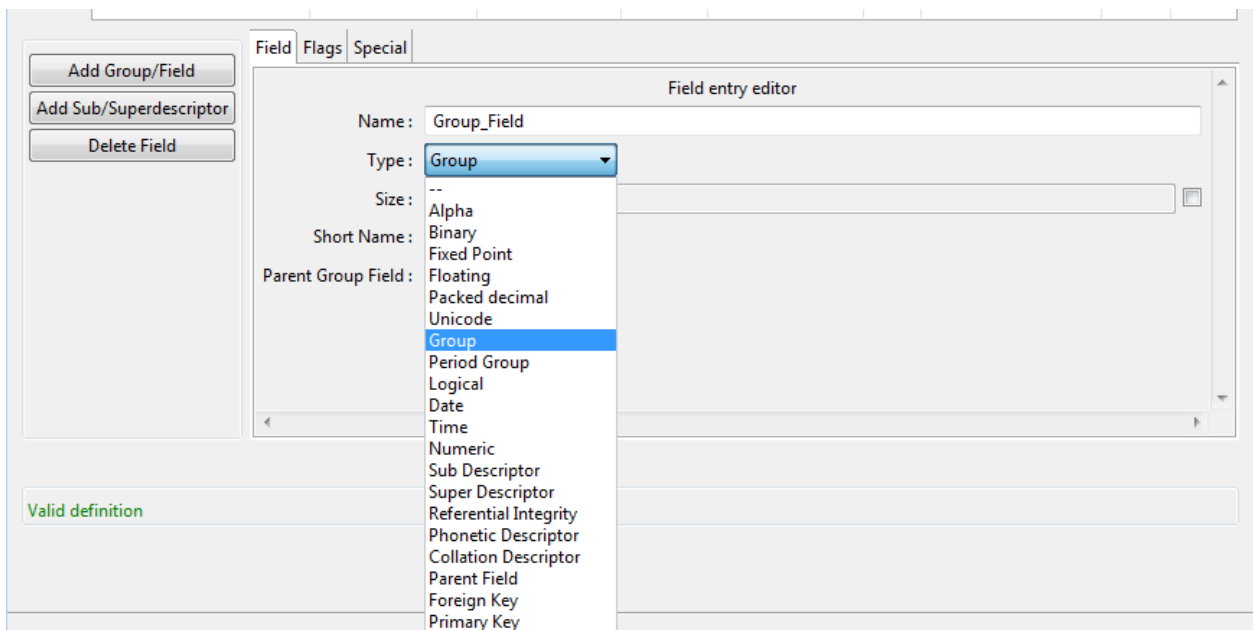 Field Flags Special
Add Group/Field
Add Sub/Superdescriptor
Delete Field
Field entry editor
Name : Group_Field
Type : Group
Size :
Short Name :
Parent Group Field :
--
Alpha
Binary
Fixed Point
Floating
Packed decimal
Unicode
Group
Period Group
Logical
Date
Time
Numeric
Sub Descriptor
Super Descriptor
Referential Integrity
Phonetic Descriptor
Collation Descriptor
Parent Field
Foreign Key
Primary Key
Valid definition